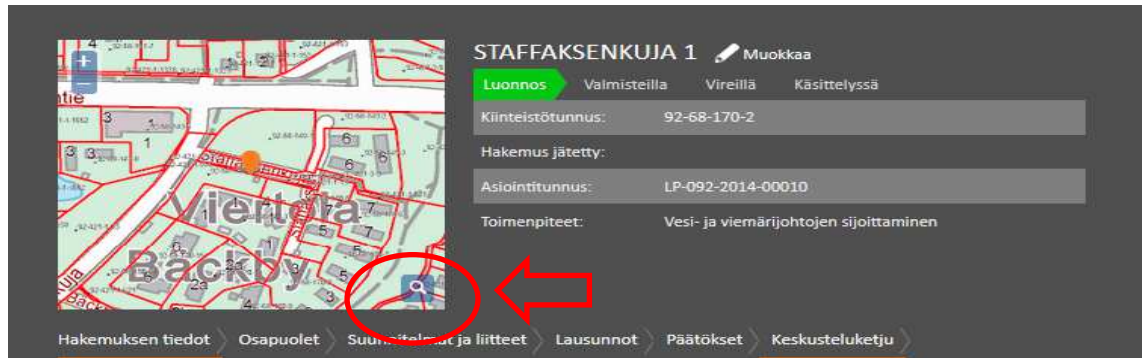 STAFFAKSENKUJA 1 Muokkaa
Luonnos Valmisteilla Vireillä Käsittelyssä
Kiinteistötunnus: 92-68-170-2
Hakemus jätetty:
Asiointitunnus: LP-092-2014-00010
Toimenpiteet: Vesi- ja viemärijohtojen sijoittaminen
Viertola
Backby
Hakemuksen tiedot Osapuolet Suunnitelmat ja liitteet Lausunnot Päätökset Keskusteluketju